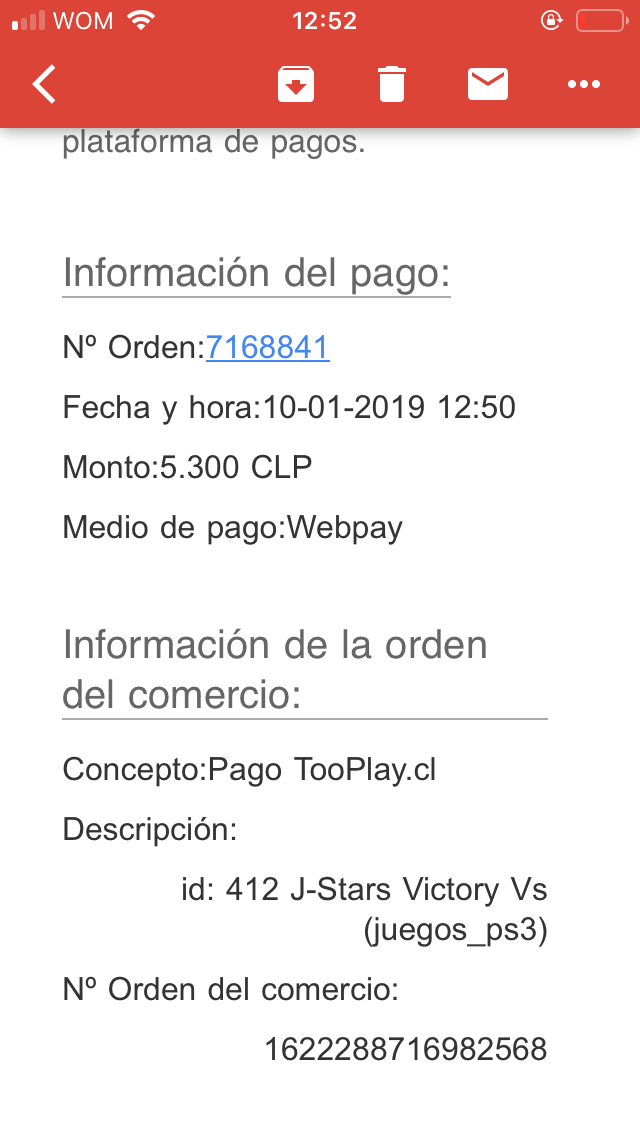 WOM 12:52
plataforma de pagos.
Información del pago:
Nº Orden:7168841
Fecha y hora:10-01-2019 12:50
Monto:5.300 CLP
Medio de pago:Webpay
Información de la orden
del comercio:
Concepto:Pago TooPlay.cl
Descripción:
id: 412 J-Stars Victory Vs
(juegos_ps3)
Nº Orden del comercio:
1622288716982568